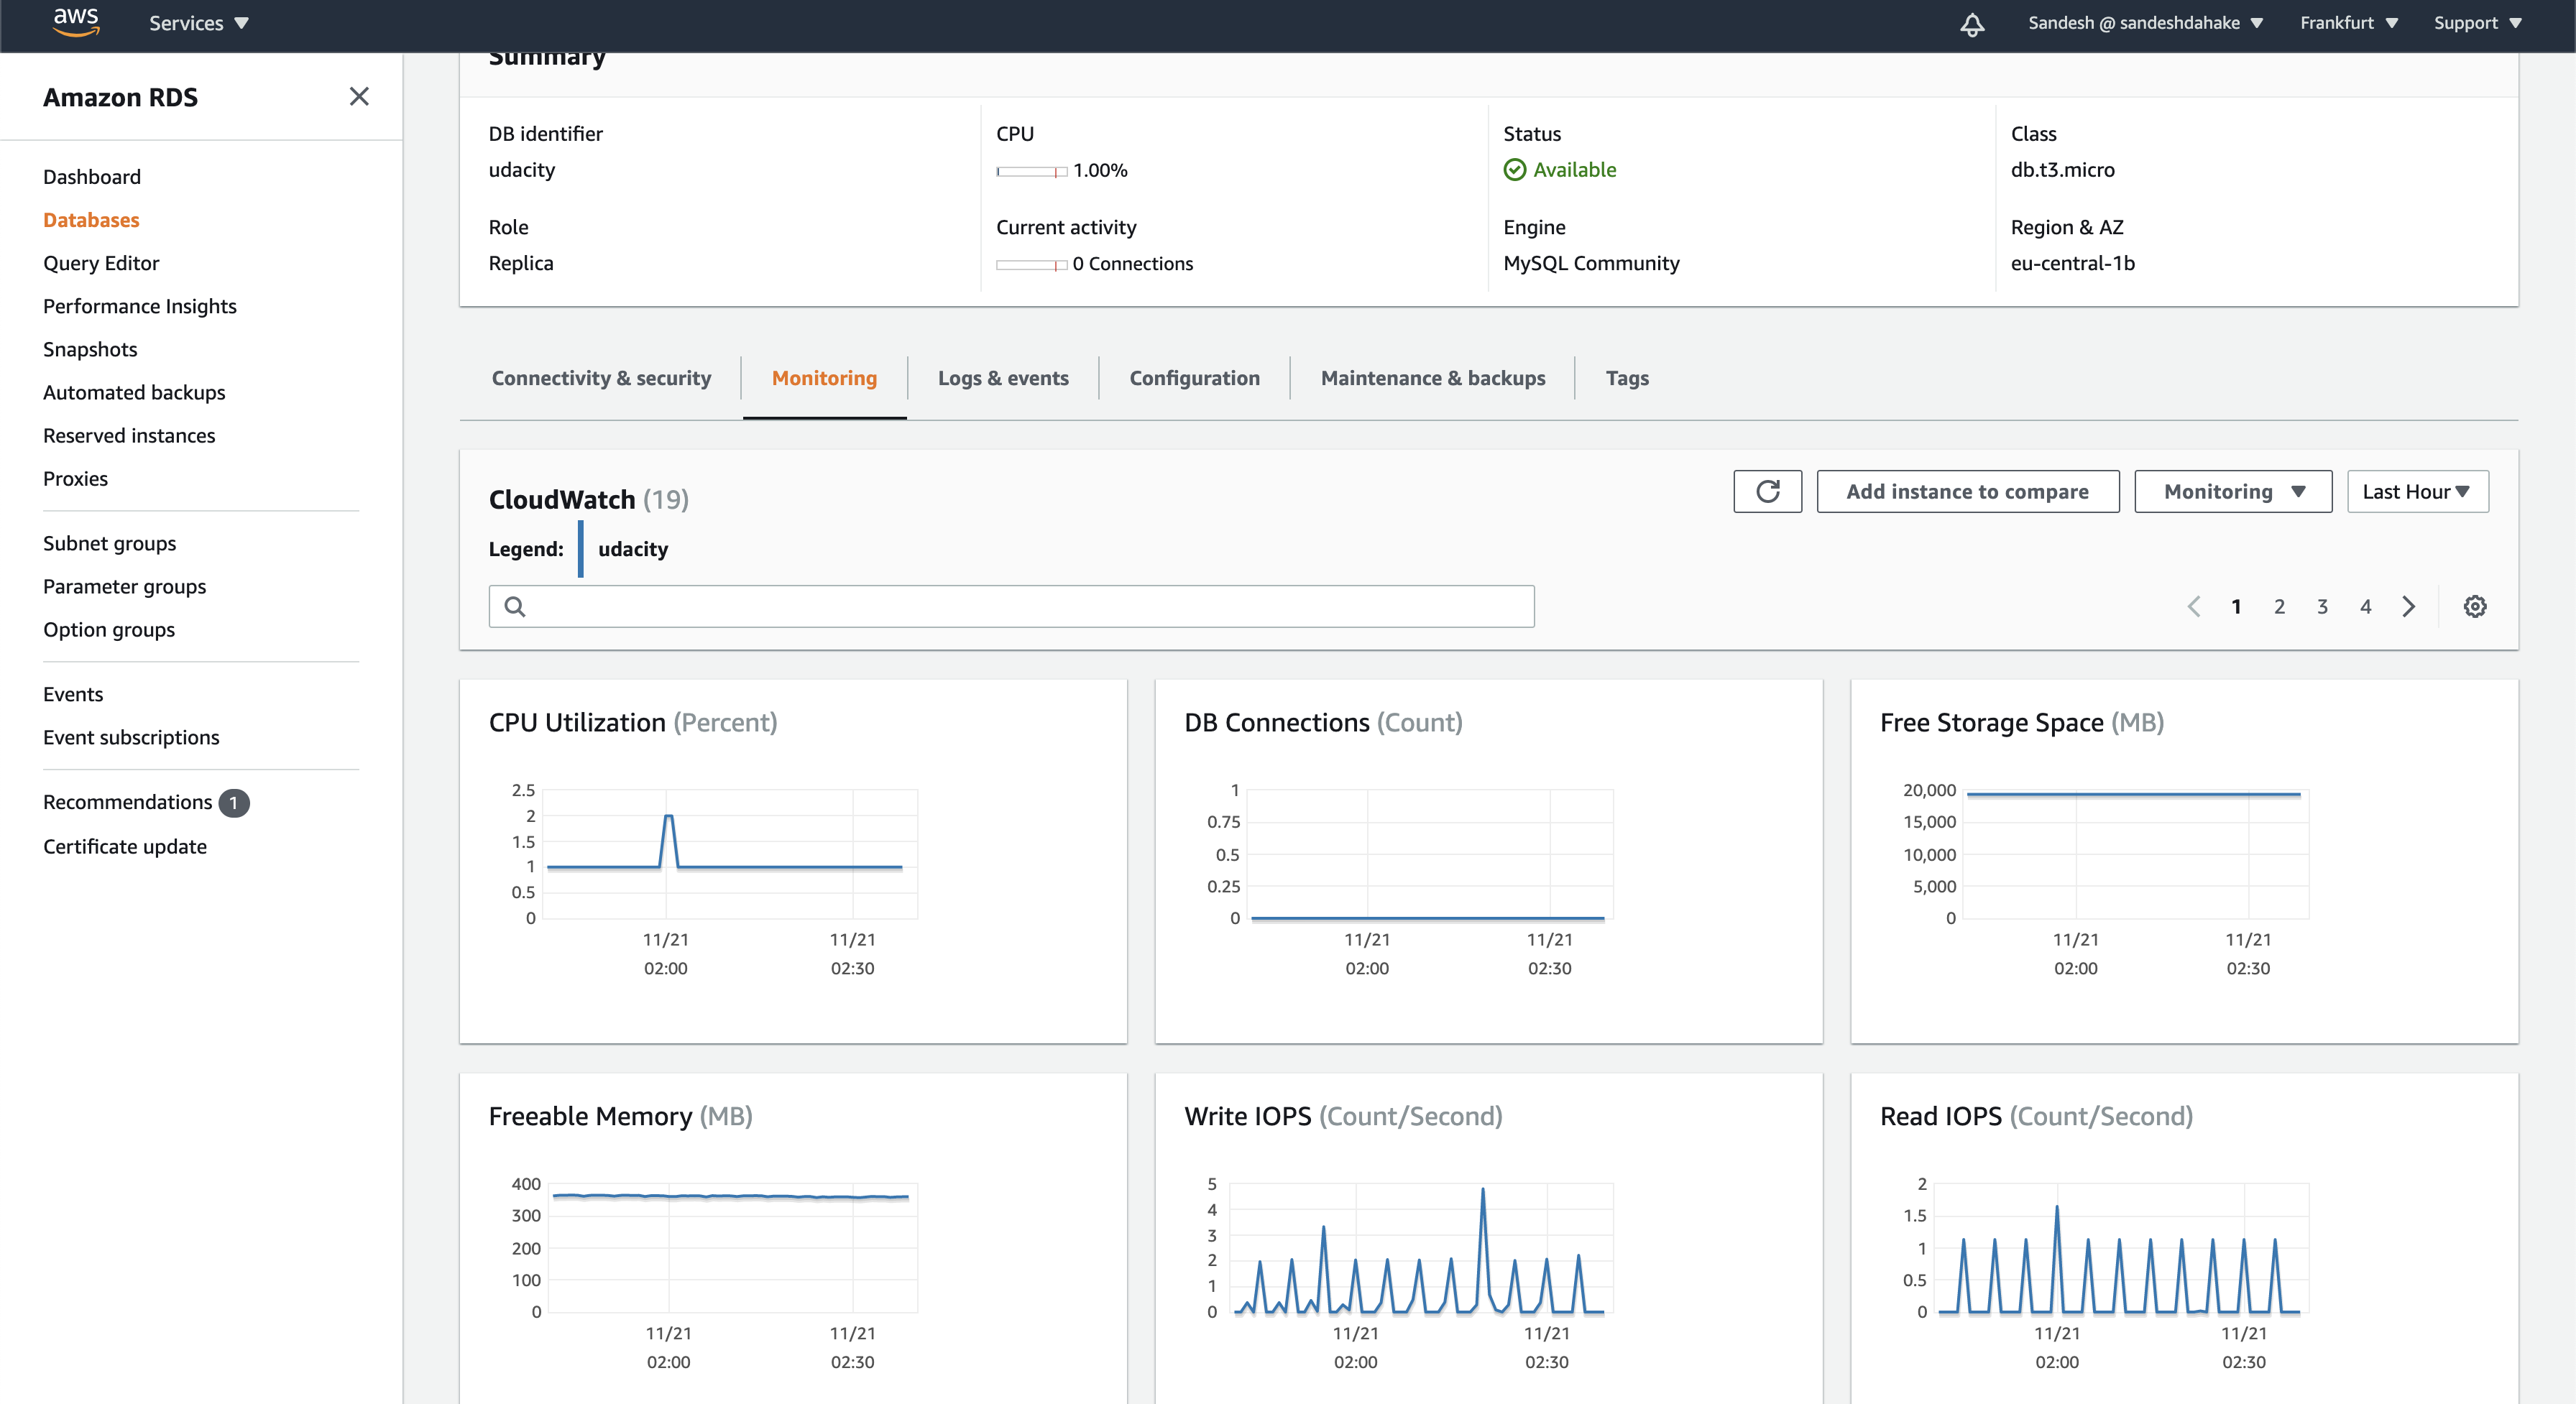 aws
Services
Sandesh @ sandeshdahake
Frankfurt
Support
Amazon RDS
Dashboard
Databases
Query Editor
Performance Insights
Snapshots
Automated backups
Reserved instances
Proxies
Subnet groups
Parameter groups
Option groups
Events
Event subscriptions
Recommendations 1
Certificate update
Summary
DB identifier
udacity
CPU
1.00%
Status
Available
Class
db.t3.micro
Role
Replica
Current activity
0 Connections
Engine
MySQL Community
Region & AZ
eu-central-1b
Connectivity & security
Monitoring
Logs & events
Configuration
Maintenance & backups
Tags
CloudWatch (19)
Add instance to compare
Monitoring
Last Hour
Legend:
udacity
1 2 3 4
CPU Utilization (Percent)
2.5
2
1.5
1
0.5
0
11/21 11/21
02:00 02:30
DB Connections (Count)
1
0.75
0.5
0.25
0
11/21 11/21
02:00 02:30
Free Storage Space (MB)
20,000
15,000
10,000
5,000
0
11/21 11/21
02:00 02:30
Freeable Memory (MB)
400
300
200
100
0
11/21 11/21
02:00 02:30
Write IOPS (Count/Second)
5
4
3
2
1
0
11/21 11/21
02:00 02:30
Read IOPS (Count/Second)
2
1.5
1
0.5
0
11/21 11/21
02:00 02:30